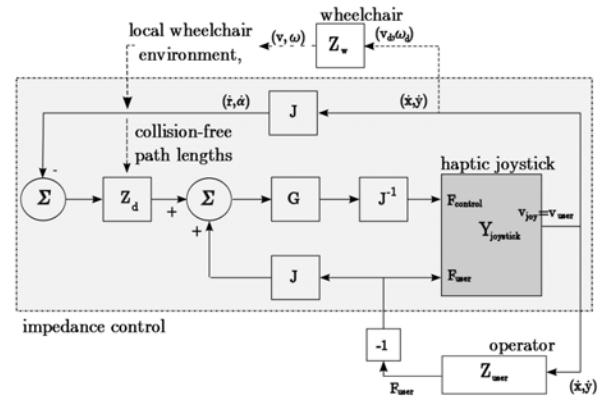 wheelchair
local wheelchair
environment,
(v, ω)
Z_w
(v_d, ω_d)
(ṙ, α̇)
J
(ẋ, ẏ)
collision-free
path lengths
haptic joystick
-
Σ
Z_d
+
Σ
+
G
J⁻¹
F_control
v_joy=v_user
Y_joystick
J
F_user
impedance control
-1
operator
Z_user
F_user
(ẋ, ẏ)